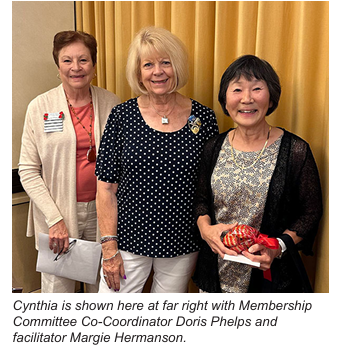 Cynthia is shown here at far right with Membership
Committee Co-Coordinator Doris Phelps and
facilitator Margie Hermanson.